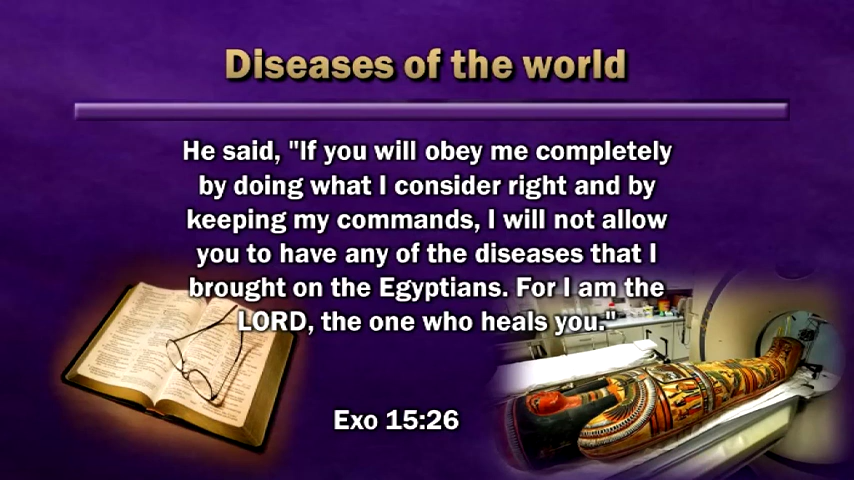 Diseases of the world
He said, "If you will obey me completely
by doing what I consider right and by
keeping my commands, I will not allow
you to have any of the diseases that I
brought on the Egyptians. For I am the
LORD, the one who heals you."
Exo 15:26